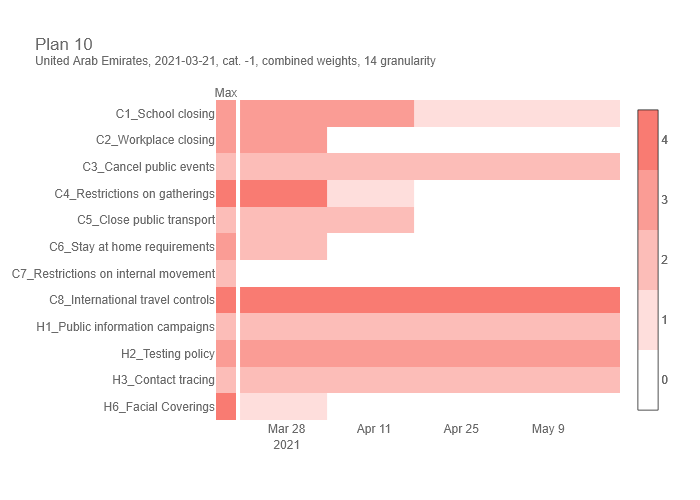 Plan 10
United Arab Emirates, 2021-03-21, cat. -1, combined weights, 14 granularity
Max
C1_School closing
C2_Workplace closing
C3_Cancel public events
C4_Restrictions on gatherings
C5_Close public transport
C6_Stay at home requirements
C7_Restrictions on internal movement
C8_International travel controls
H1_Public information campaigns
H2_Testing policy
H3_Contact tracing
H6_Facial Coverings
Mar 28 Apr 11 Apr 25 May 9
2021
4
3
2
1
0